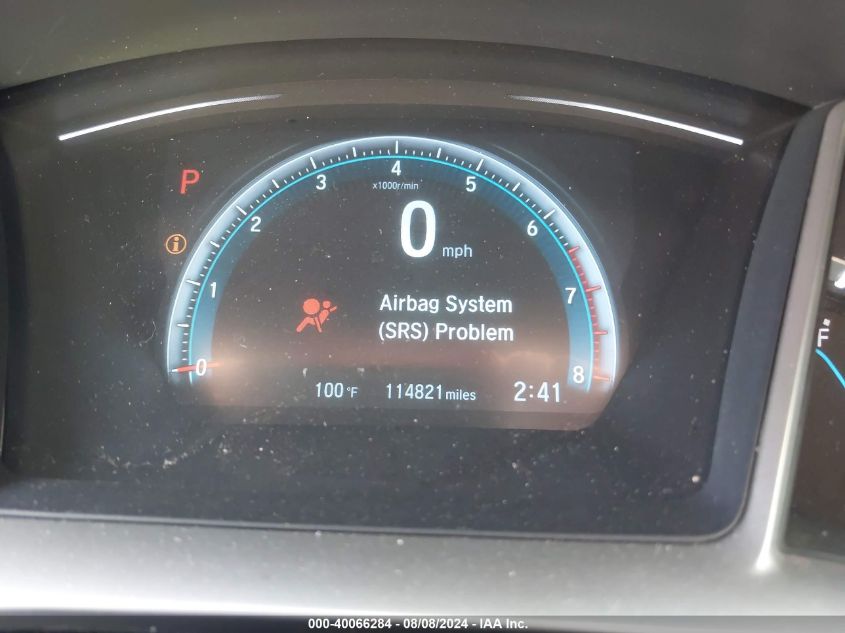 P
0 1 2 3 4 5 6 7 8
x1000r/min
0 mph
i
Airbag System
(SRS) Problem
100 °F 114821 miles 2:41
F
000-40066284 - 08/08/2024 - IAA Inc.